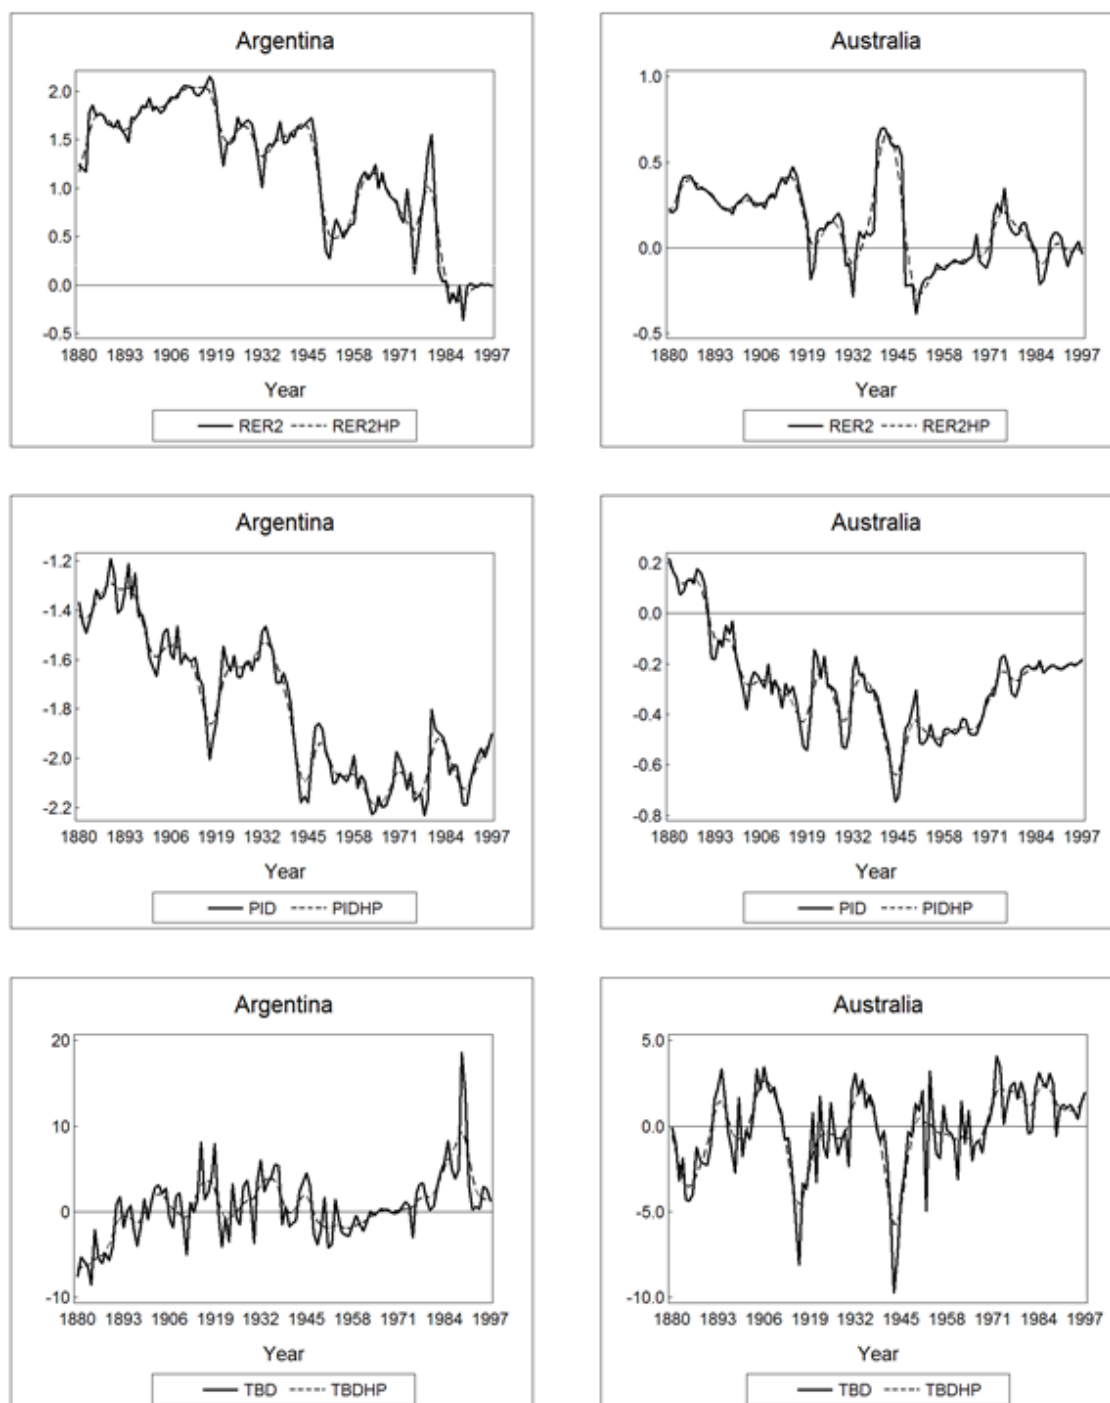 Argentina
2.0
1.5
1.0
0.5
0.0
-0.5
1880 1893 1906 1919 1932 1945 1958 1971 1984 1997
Year
RER2 RER2HP
Australia
1.0
0.5
0.0
-0.5
1880 1893 1906 1919 1932 1945 1958 1971 1984 1997
Year
RER2 RER2HP
Argentina
-1.2
-1.4
-1.6
-1.8
-2.0
-2.2
1880 1893 1906 1919 1932 1945 1958 1971 1984 1997
Year
PID PIDHP
Australia
0.2
0.0
-0.2
-0.4
-0.6
-0.8
1880 1893 1906 1919 1932 1945 1958 1971 1984 1997
Year
PID PIDHP
Argentina
20
10
0
-10
1880 1893 1906 1919 1932 1945 1958 1971 1984 1997
Year
TBD TBDHP
Australia
5.0
0.0
-5.0
-10.0
1880 1893 1906 1919 1932 1945 1958 1971 1984 1997
Year
TBD TBDHP